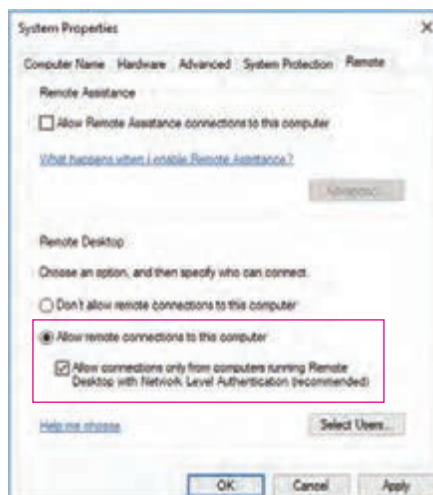 System Properties
Computer Name Hardware Advanced System Protection Remote
Remote Assistance
Allow Remote Assistance connections to this computer
What happens when I enable Remote Assistance?
Advanced...
Remote Desktop
Choose an option, and then specify who can connect.
Don't allow remote connections to this computer
Allow remote connections to this computer
Allow connections only from computers running Remote
Desktop with Network Level Authentication (recommended)
Help me choose
Select Users...
OK Cancel Apply